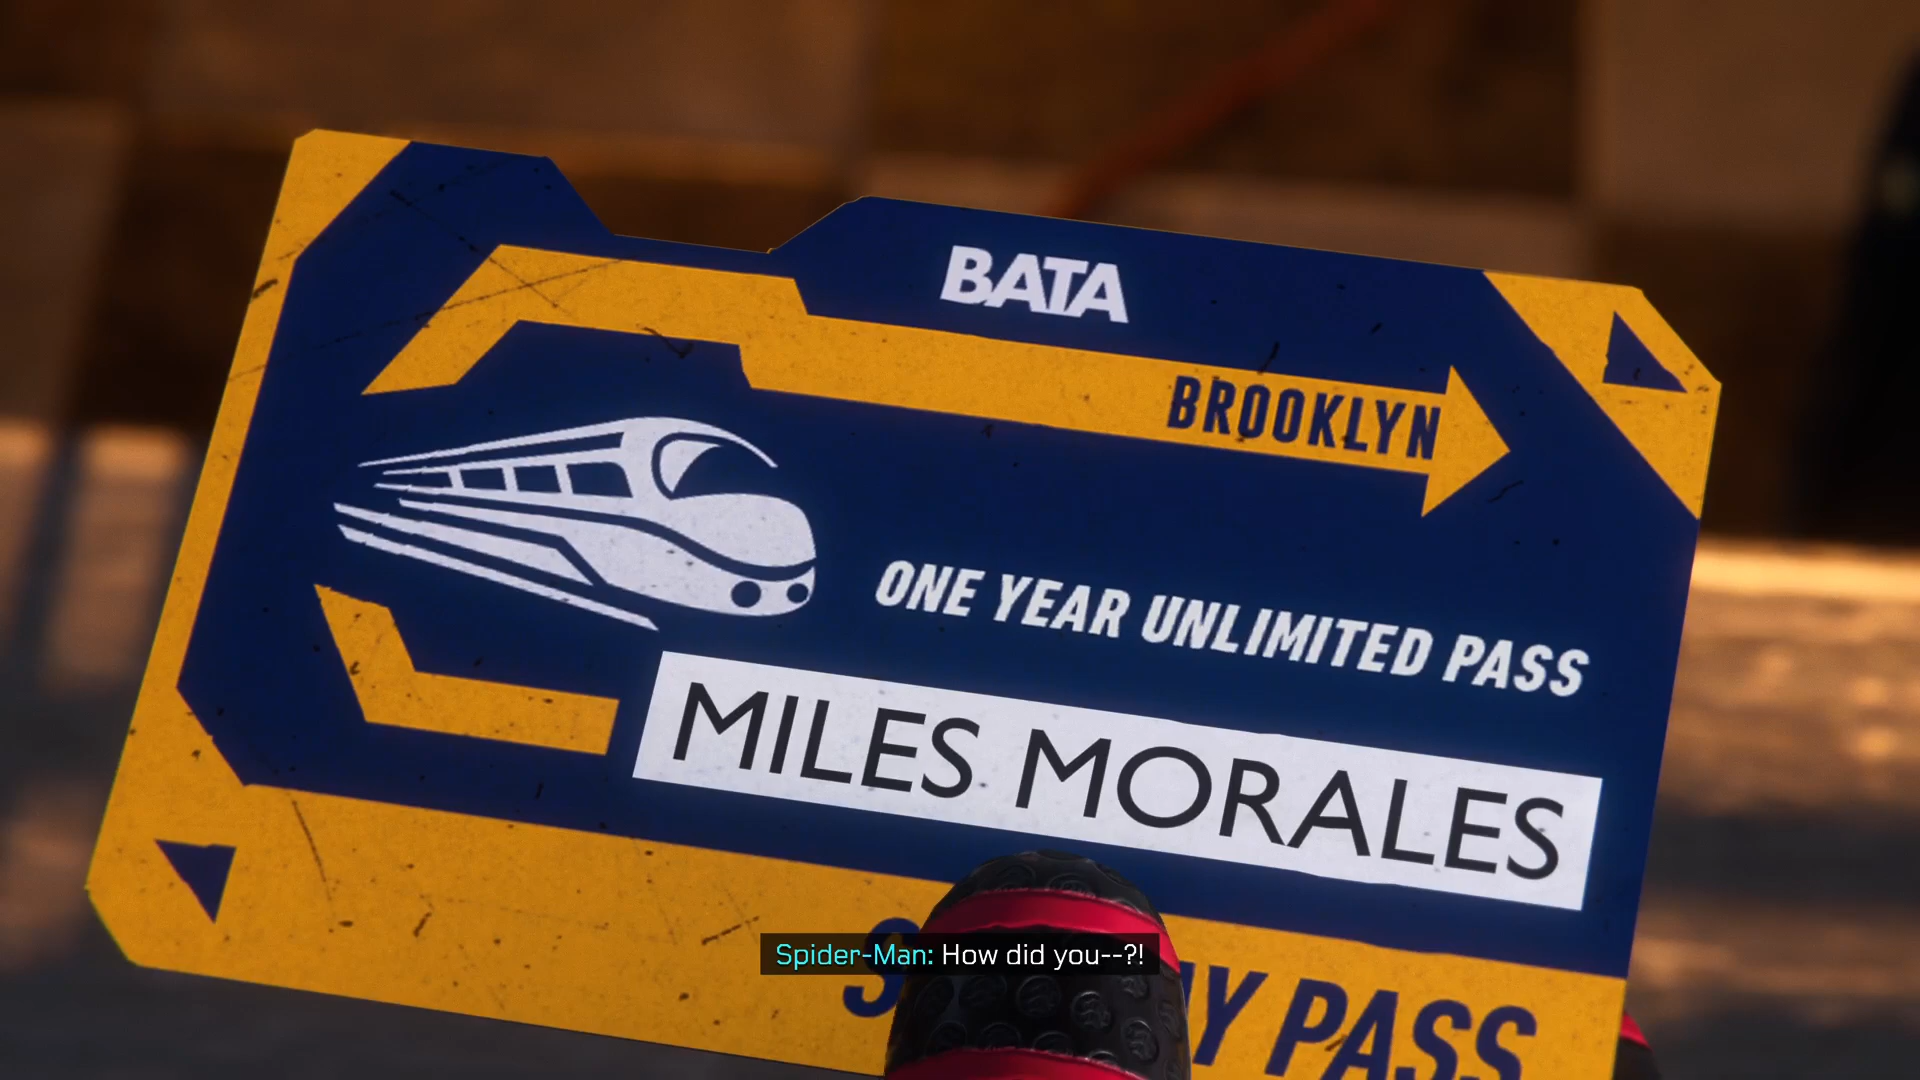 BATA
BROOKLYN
ONE YEAR UNLIMITED PASS
MILES MORALES
Spider-Man: How did you--?!
PASS